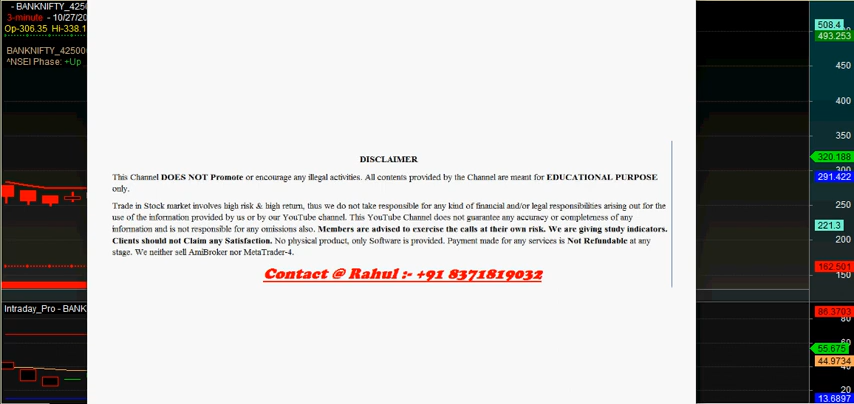 - BANKNIFTY_42500
3-minute - 10/27/20
Op-306.35 Hi-338.1
BANKNIFTY_42500
^NSEI Phase: +Up
508.4
493.253
450
400
350
320.188
291.422
250
221.3
200
162.501
150
DISCLAIMER
This Channel DOES NOT Promote or encourage any illegal activities. All contents provided by the Channel are meant for EDUCATIONAL PURPOSE
only.
Trade in Stock market involves high risk & high return, thus we do not take responsible for any kind of financial and/or legal responsibilities arising out for the
use of the information provided by us or by our YouTube channel. This YouTube Channel does not guarantee any accuracy or completeness of any
information and is not responsible for any omissions also. Members are advised to exercise the calls at their own risk. We are giving study indicators.
Clients should not Claim any Satisfaction. No physical product, only Software is provided. Payment made for any services is Not Refundable at any
stage. We neither sell AmiBroker nor MetaTrader-4.
Contact @ Rahul :- +91 8371819032
Intraday_Pro - BANK
86.3703
80
55.675
44.9734
20
13.6897